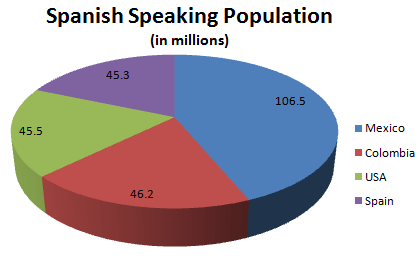 Spanish Speaking Population
(in millions)
45.3
106.5
45.5
46.2
Mexico
Colombia
USA
Spain